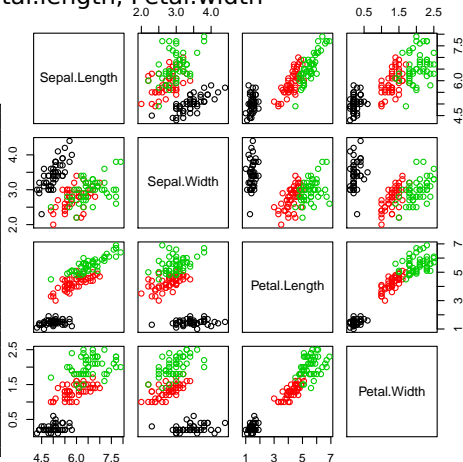 tal.length, Petal.width
2.0 3.0 4.0 0.5 1.5 2.5
Sepal.Length
4.5 6.0 7.5
2.0 3.0 4.0
Sepal.Width
Petal.Length
1 3 5 7
0.5 1.5 2.5
Petal.Width
4.5 6.0 7.5 1 3 5 7